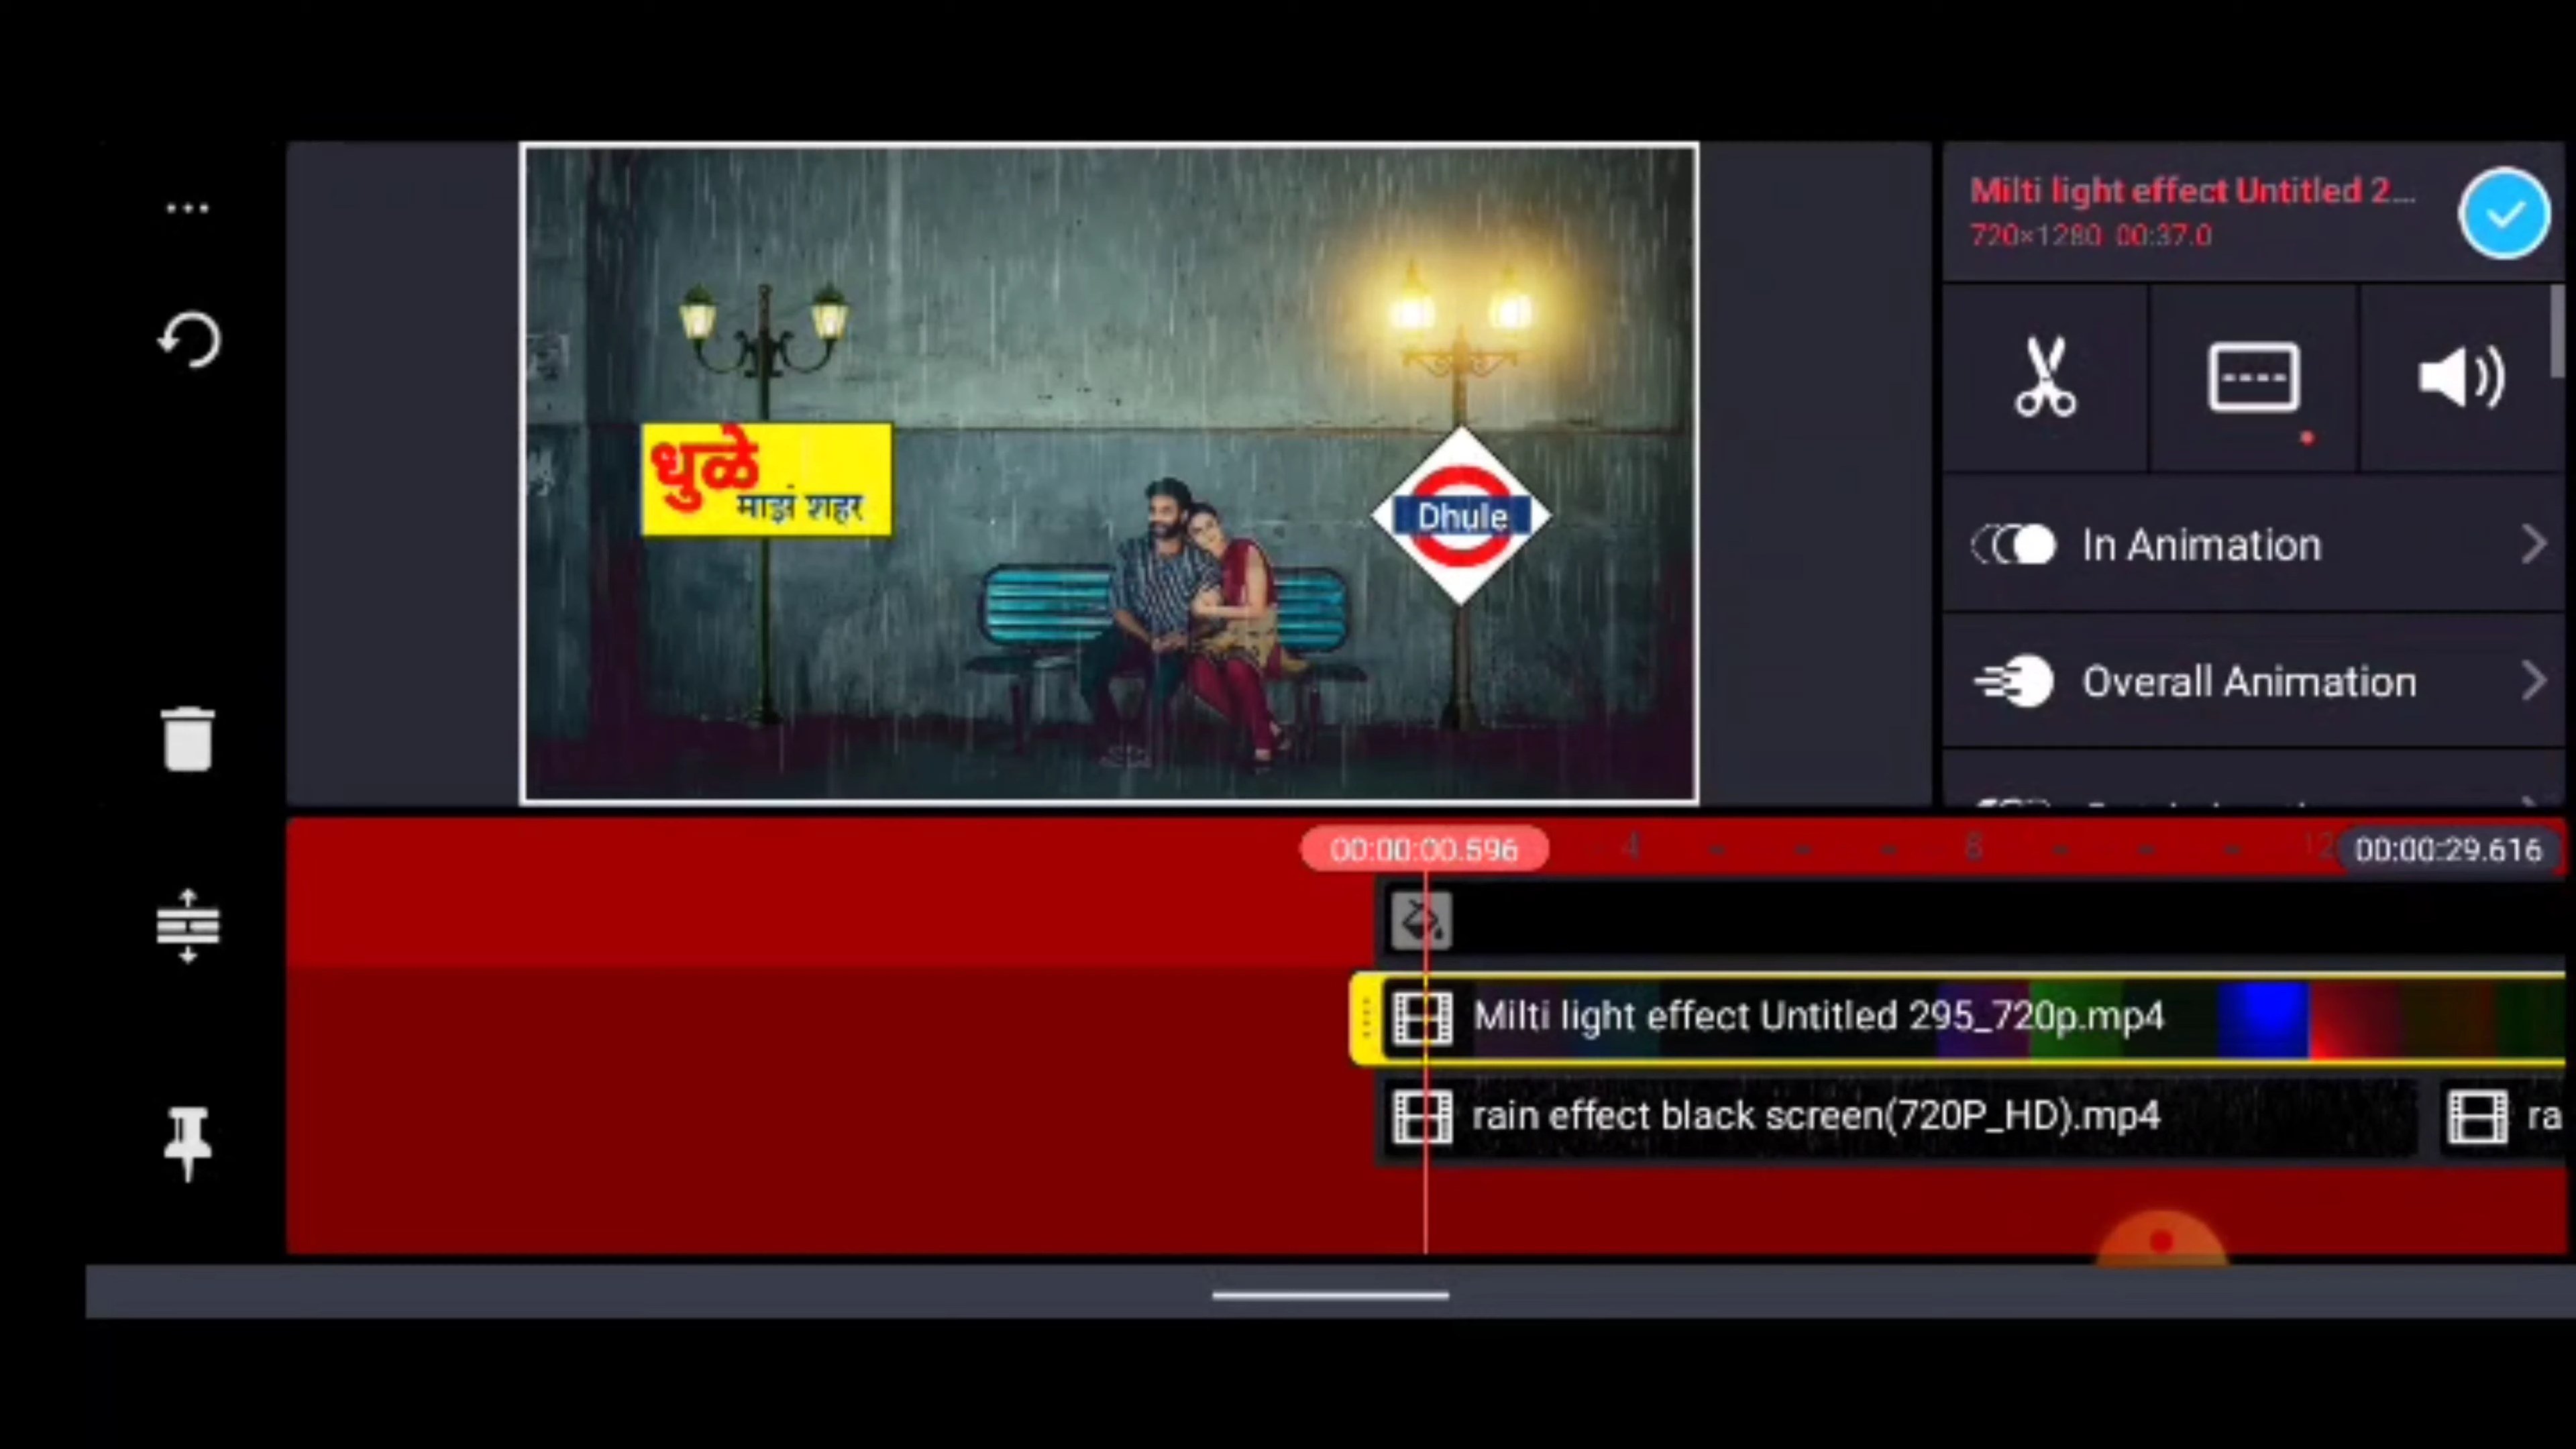 Milti light effect Untitled 2...
720×1280 00:37.0
धुळे
माझं शहर
Dhule
In Animation
Overall Animation
00:00:00.596
4
8
12
00:00:29.616
Milti light effect Untitled 295_720p.mp4
rain effect black screen(720P_HD).mp4
ra